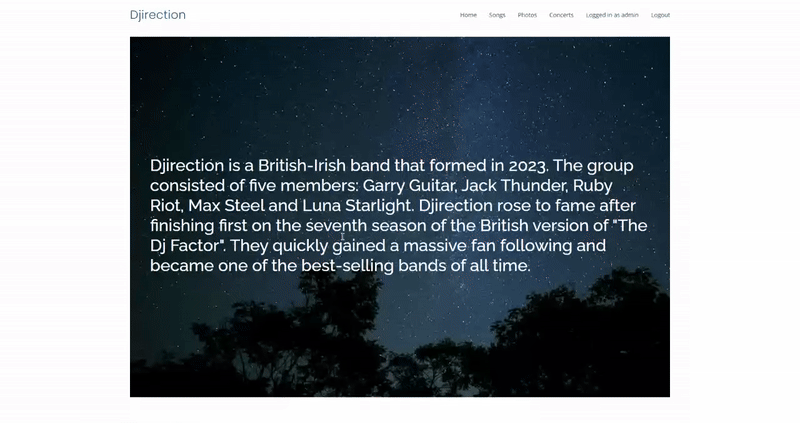 Djirection
Home Songs Photos Concerts Logged in as admin Logout
Djirection is a British-Irish band that formed in 2023. The group
consisted of five members: Garry Guitar, Jack Thunder, Ruby
Riot, Max Steel and Luna Starlight. Djirection rose to fame after
finishing first on the seventh season of the British version of "The
Dj Factor". They quickly gained a massive fan following and
became one of the best-selling bands of all time.